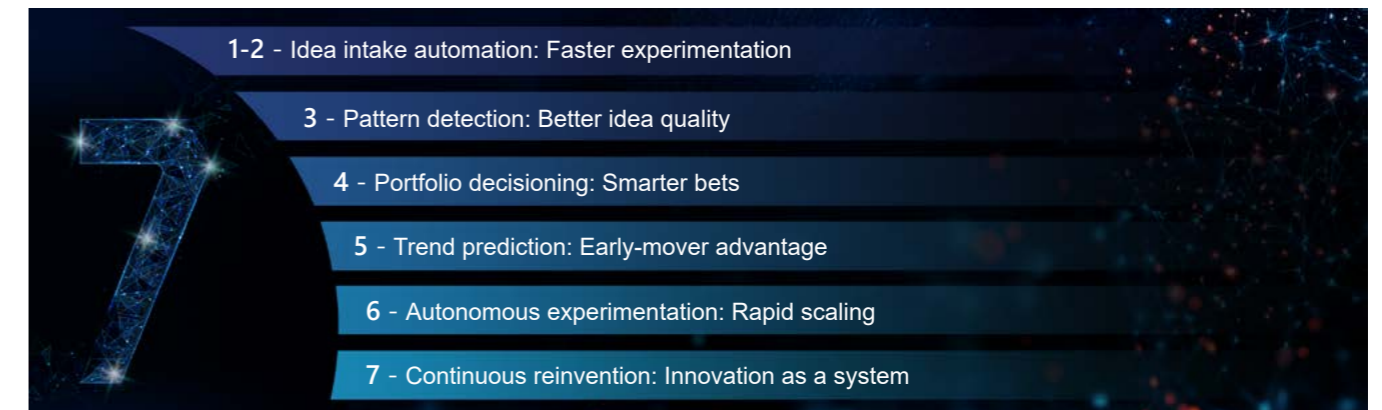 7
1-2 - Idea intake automation: Faster experimentation
3 - Pattern detection: Better idea quality
4 - Portfolio decisioning: Smarter bets
5 - Trend prediction: Early-mover advantage
6 - Autonomous experimentation: Rapid scaling
7 - Continuous reinvention: Innovation as a system